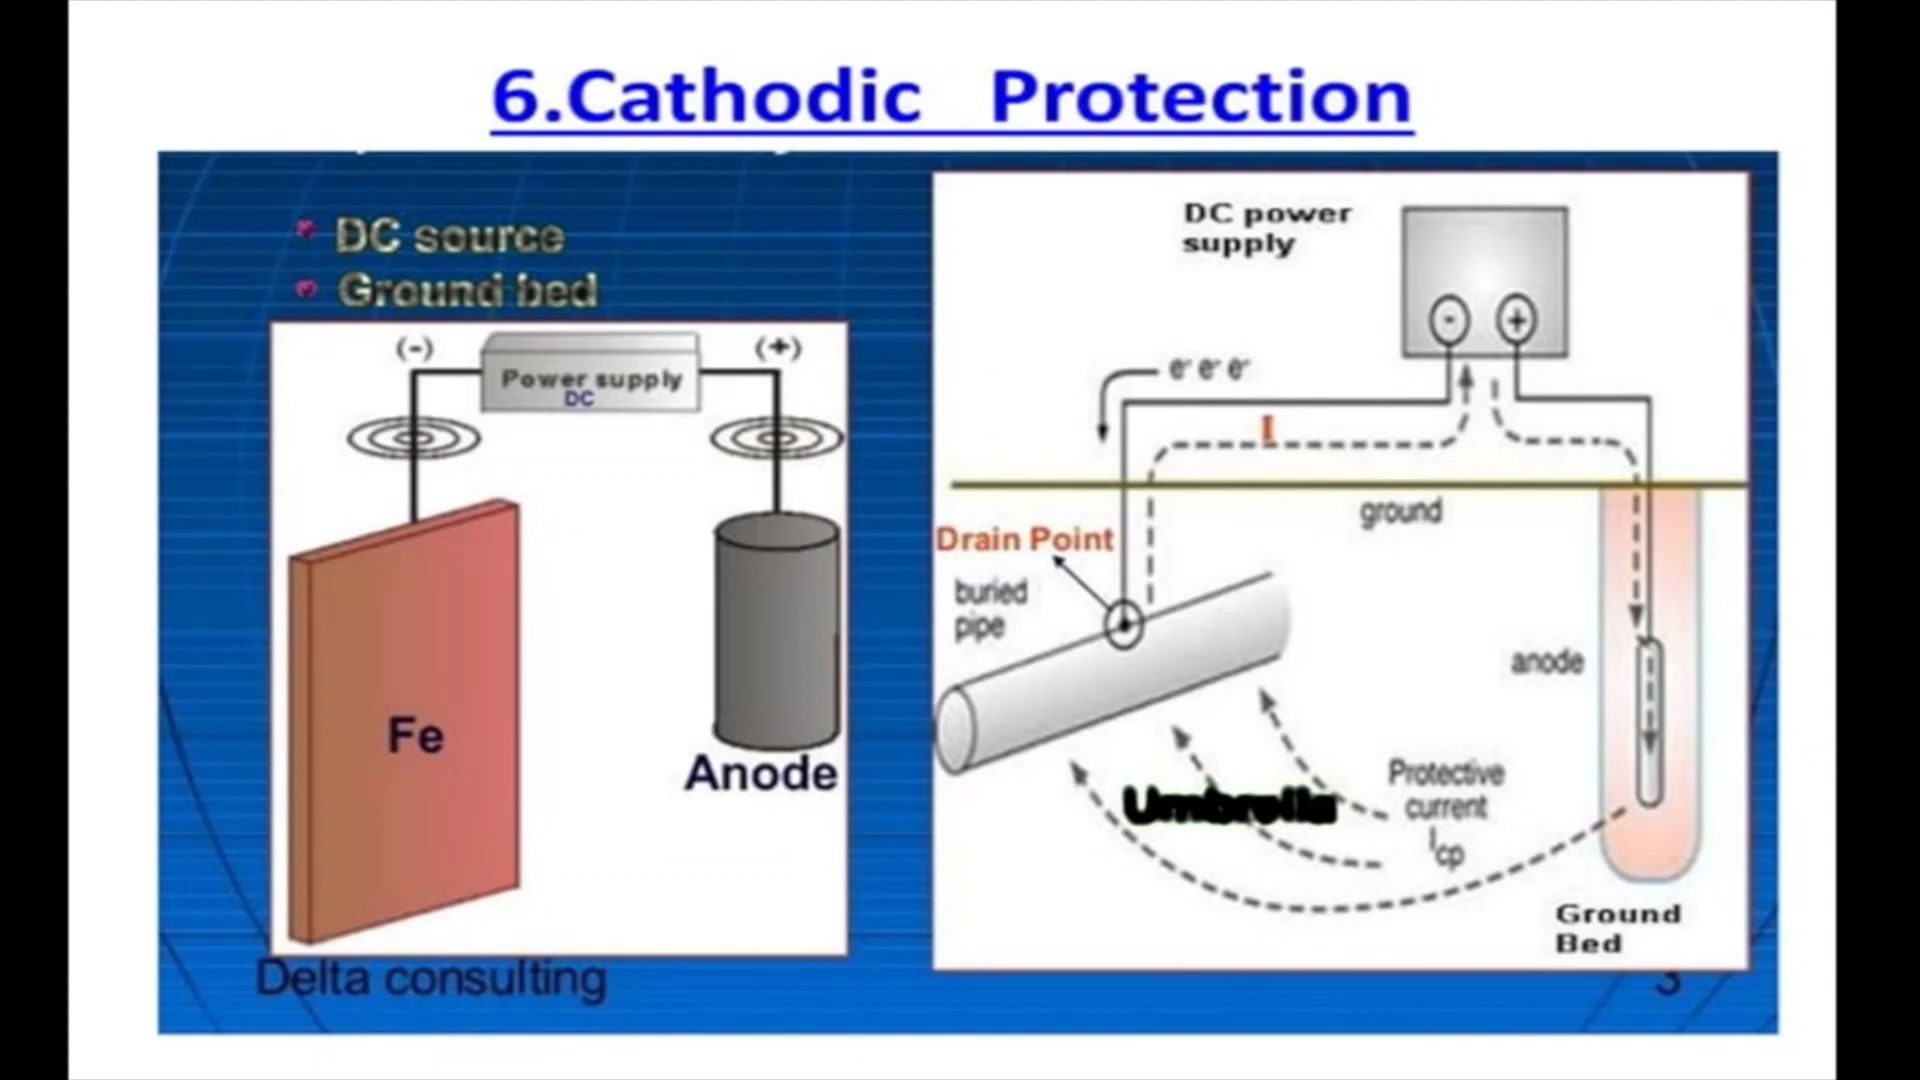 6.Cathodic Protection
DC source
Ground bed
(-)
(+)
Power supply
DC
Fe
Anode
DC power
supply
-
+
e- e- e-
I
ground
Drain Point
buried
pipe
anode
Umbrella
Protective
current
Icp
Ground
Bed
Delta consulting
3